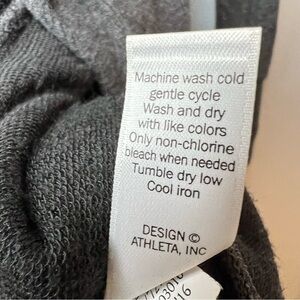 Machine wash cold
gentle cycle
Wash and dry
with like colors
Only non-chlorine
bleach when needed
Tumble dry low
Cool iron
DESIGN ©
ATHLETA, INC